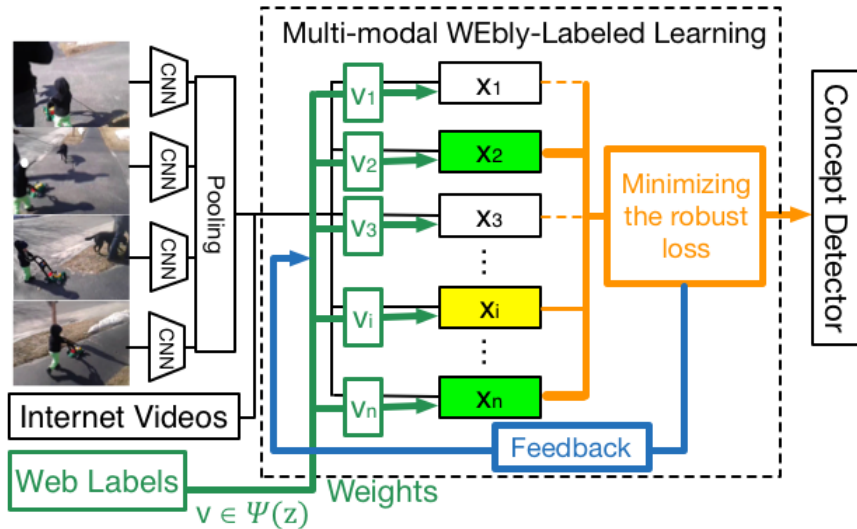 Multi-modal WEbly-Labeled Learning
CNN
CNN
CNN
CNN
Pooling
V1
X1
V2
X2
V3
X3
⋮
Vi
Xi
⋮
Vn
Xn
Minimizing
the robust
loss
Concept Detector
Internet Videos
Feedback
Web Labels
Weights
v ∈ Ψ(z)